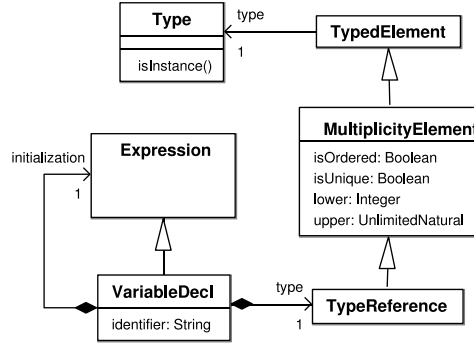 Type
type
1
TypedElement
isInstance()
MultiplicityElement
isOrdered: Boolean
isUnique: Boolean
lower: Integer
upper: UnlimitedNatural
Expression
initialization
1
VariableDecl
identifier: String
type
1
TypeReference